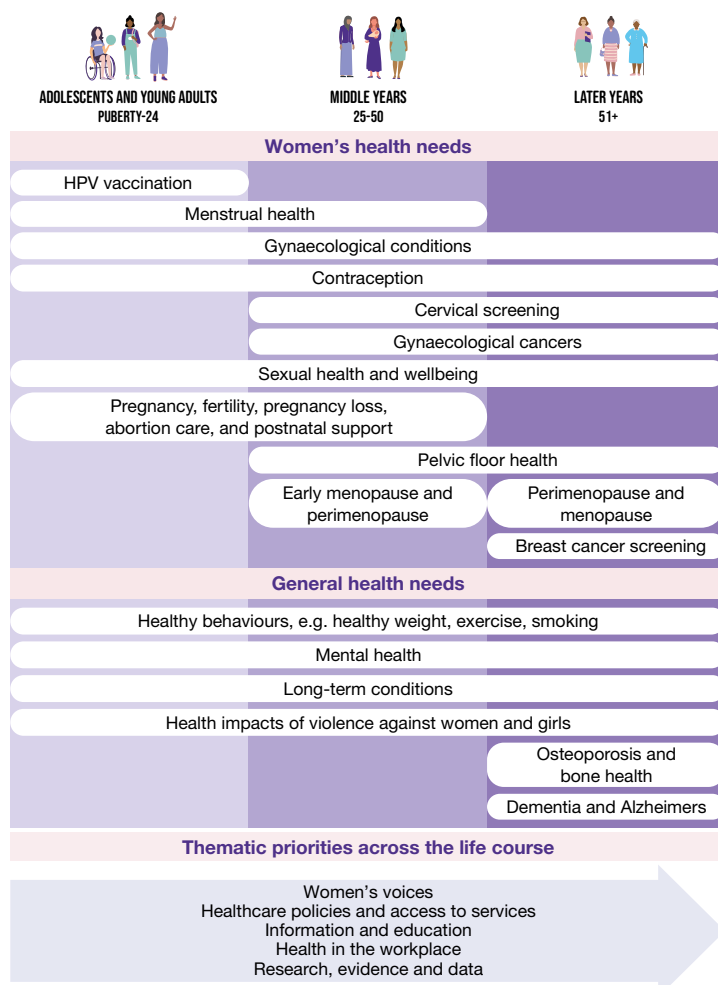 ADOLESCENTS AND YOUNG ADULTS
PUBERTY-24
MIDDLE YEARS
25-50
LATER YEARS
51+
Women's health needs
HPV vaccination
Menstrual health
Gynaecological conditions
Contraception
Cervical screening
Gynaecological cancers
Sexual health and wellbeing
Pregnancy, fertility, pregnancy loss,
abortion care, and postnatal support
Pelvic floor health
Early menopause and
perimenopause
Perimenopause and
menopause
Breast cancer screening
General health needs
Healthy behaviours, e.g. healthy weight, exercise, smoking
Mental health
Long-term conditions
Health impacts of violence against women and girls
Osteoporosis and
bone health
Dementia and Alzheimers
Thematic priorities across the life course
Women's voices
Healthcare policies and access to services
Information and education
Health in the workplace
Research, evidence and data